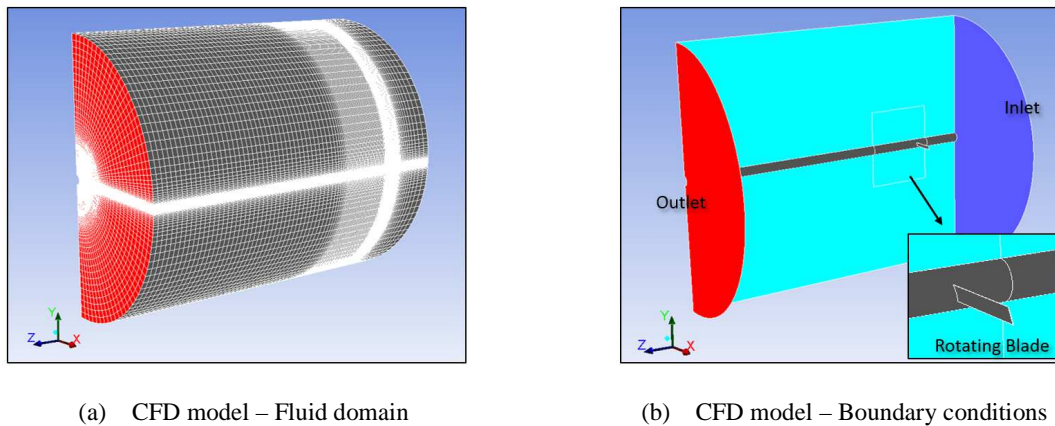 Inlet
Outlet
Rotating Blade
Y
Z
X
Y
Z
X
(a) CFD model – Fluid domain
(b) CFD model – Boundary conditions